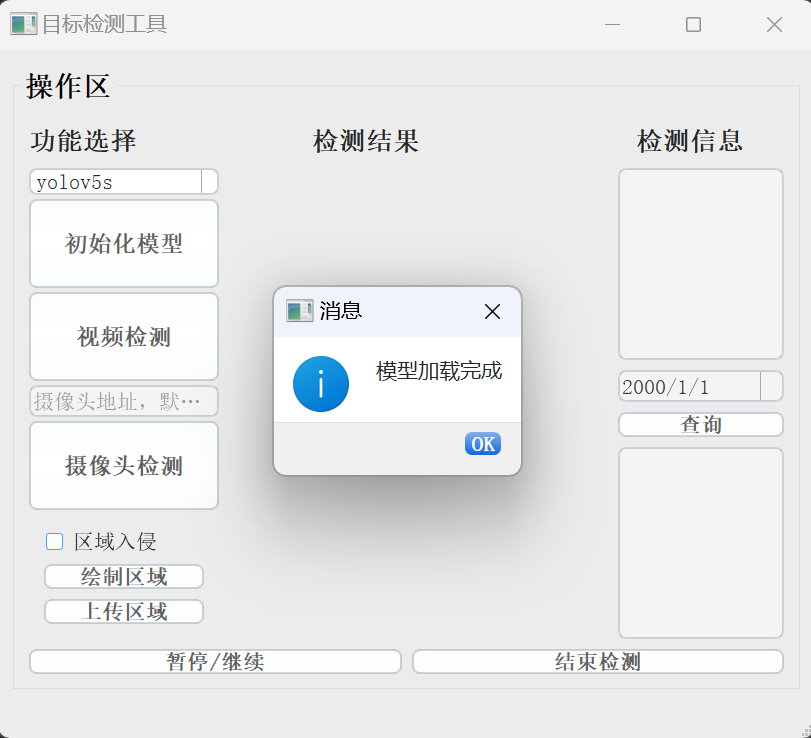 目标检测工具
操作区
功能选择
检测结果
检测信息
yolov5s
初始化模型
视频检测
摄像头地址，默…
摄像头检测
区域入侵
绘制区域
上传区域
消息
模型加载完成
OK
2000/1/1
查询
暂停/继续
结束检测